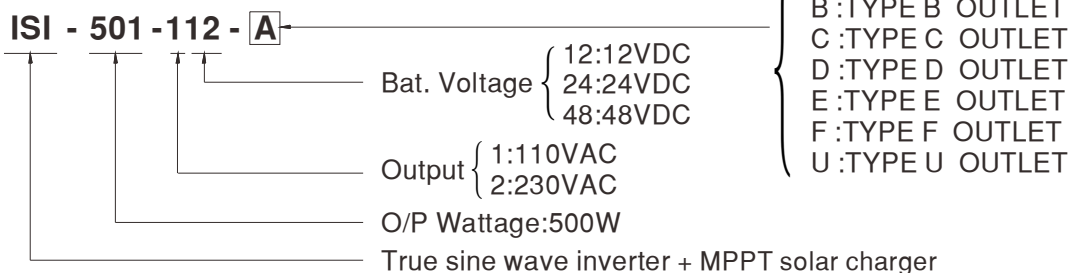 ISI - 501 -112 - A
Bat. Voltage
12:12VDC
24:24VDC
48:48VDC
Output
1:110VAC
2:230VAC
O/P Wattage:500W
True sine wave inverter + MPPT solar charger
B :TYPE B OUTLET
C :TYPE C OUTLET
D :TYPE D OUTLET
E :TYPE E OUTLET
F :TYPE F OUTLET
U :TYPE U OUTLET